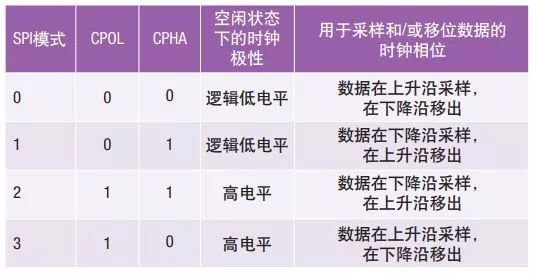 SPI模式 CPOL CPHA 空闲状态下的时钟极性 用于采样和/或移位数据的时钟相位
0 0 0 逻辑低电平 数据在上升沿采样，
在下降沿移出
1 0 1 逻辑低电平 数据在下降沿采样，
在上升沿移出
2 1 1 高电平 数据在下降沿采样，
在上升沿移出
3 1 0 高电平 数据在上升沿采样，
在下降沿移出